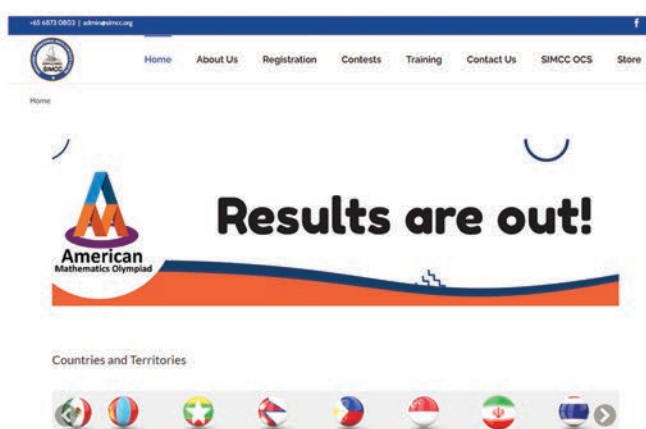 +65 6873 0803 | admin@simcc.org
SIMCC
Home About Us Registration Contests Training Contact Us SIMCC OCS Store
Home
Results are out!
American
Mathematics Olympiad
Countries and Territories